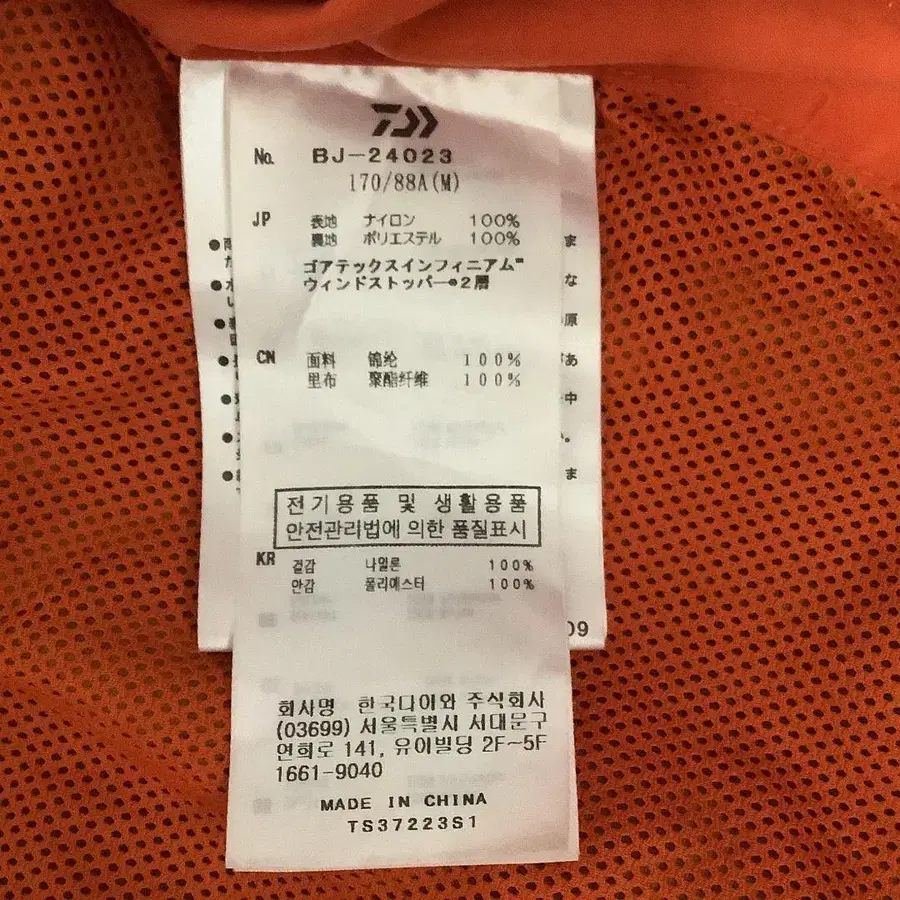 No. BJ-24023
170/88A(M)
JP 表地 ナイロン 100%
裏地 ポリエステル 100%
ゴアテックスインフィニアム™
ウィンドストッパー®2層
CN 面料 锦纶 100%
里布 聚酯纤维 100%
전기용품 및 생활용품
안전관리법에 의한 품질표시
KR 겉감 나일론 100%
안감 폴리에스터 100%
회사명 한국다이와 주식회사
(03699) 서울특별시 서대문구
연희로 141, 유이빌딩 2F~5F
1661-9040
MADE IN CHINA
TS37223S1
ま
な
原
あ
中
。
ま
09